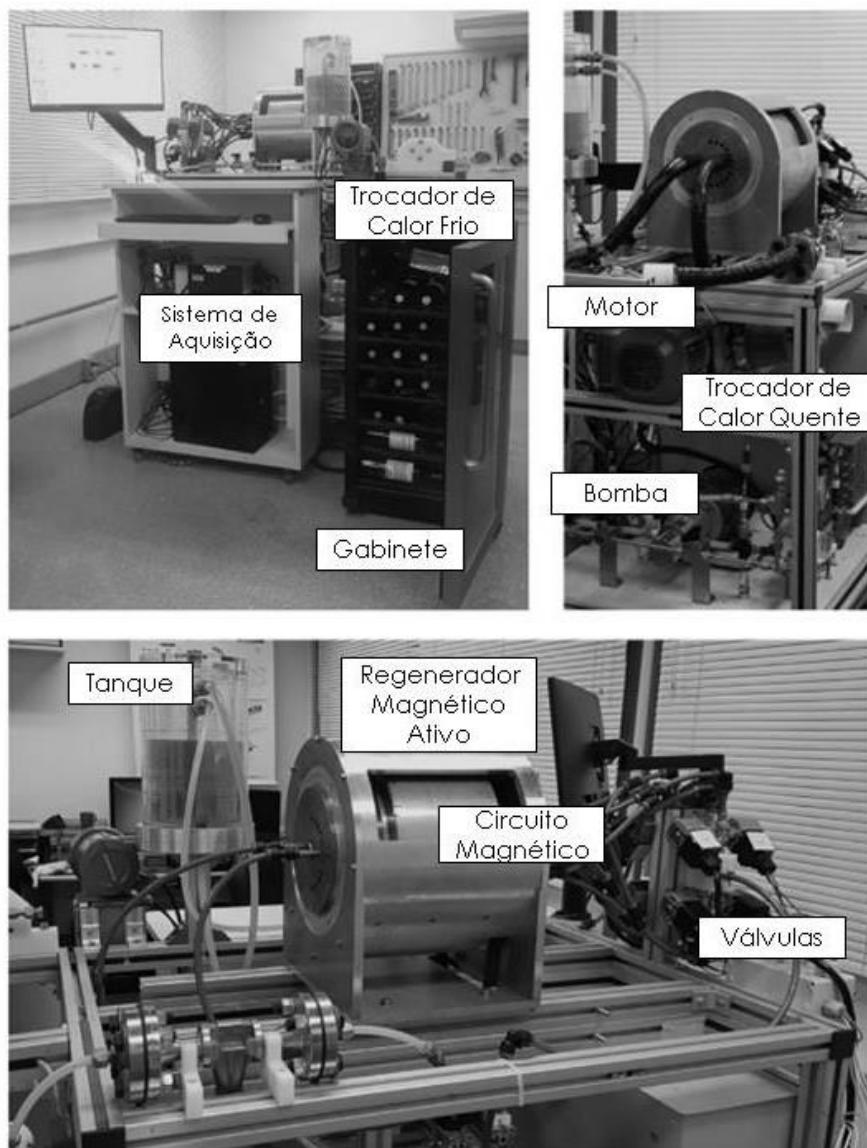 Trocador de
Calor Frio
Sistema de
Aquisição
Gabinete
Motor
Trocador de
Calor Quente
Bomba
Tanque
Regenerador
Magnético
Ativo
Circuito
Magnético
Válvulas